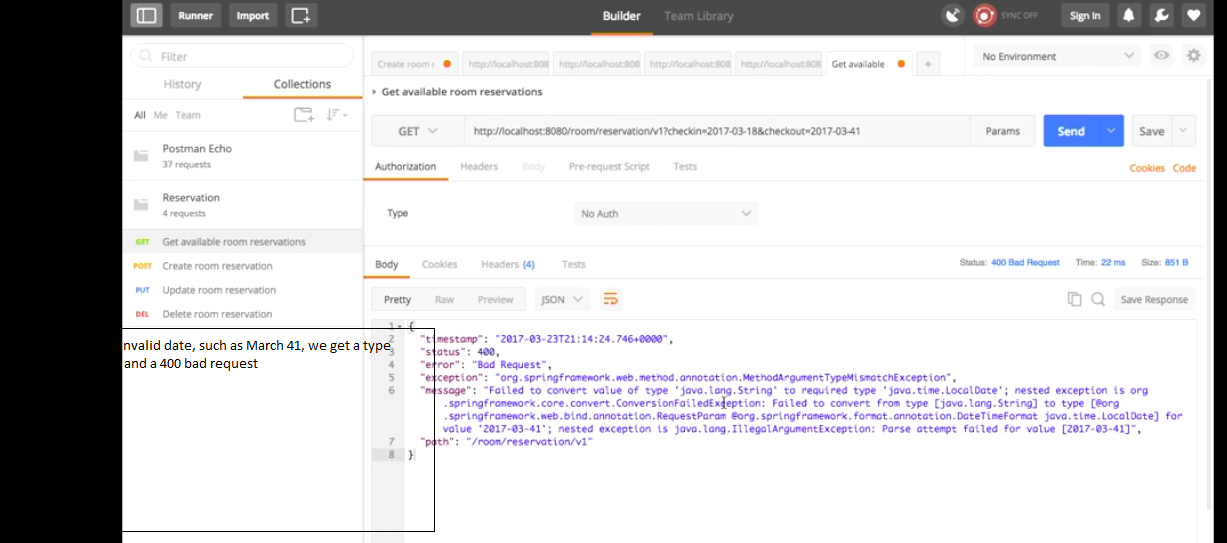 Runner
Import
Builder
Team Library
SYNC OFF
Sign In
Filter
History
Collections
All Me Team
Postman Echo
37 requests
Reservation
4 requests
GET Get available room reservations
POST Create room reservation
PUT Update room reservation
DEL Delete room reservation
nvalid date, such as March 41, we get a type
and a 400 bad request
Create room
http://localhost:808
http://localhost:808
http://localhost:808
http://localhost:808
Get available
+
No Environment
Get available room reservations
GET
http://localhost:8080/room/reservation/v1?checkin=2017-03-18&checkout=2017-03-41
Params
Send
Save
Authorization
Headers
Body
Pre-request Script
Tests
Cookies Code
Type
No Auth
Body
Cookies
Headers (4)
Tests
Status: 400 Bad Request
Time: 22 ms
Size: 851 B
Pretty
Raw
Preview
JSON
Save Response
1 {
2 "timestamp": "2017-03-23T21:14:24.746+0000",
3 "status": 400,
4 "error": "Bad Request",
5 "exception": "org.springframework.web.method.annotation.MethodArgumentTypeMismatchException",
6 "message": "Failed to convert value of type 'java.lang.String' to required type 'java.time.LocalDate'; nested exception is org
.springframework.core.convert.ConversionFailedException: Failed to convert from type [java.lang.String] to type [@org
.springframework.web.bind.annotation.RequestParam @org.springframework.format.annotation.DateTimeFormat java.time.LocalDate] for
value '2017-03-41'; nested exception is java.lang.IllegalArgumentException: Parse attempt failed for value [2017-03-41]",
7 "path": "/room/reservation/v1"
8 }